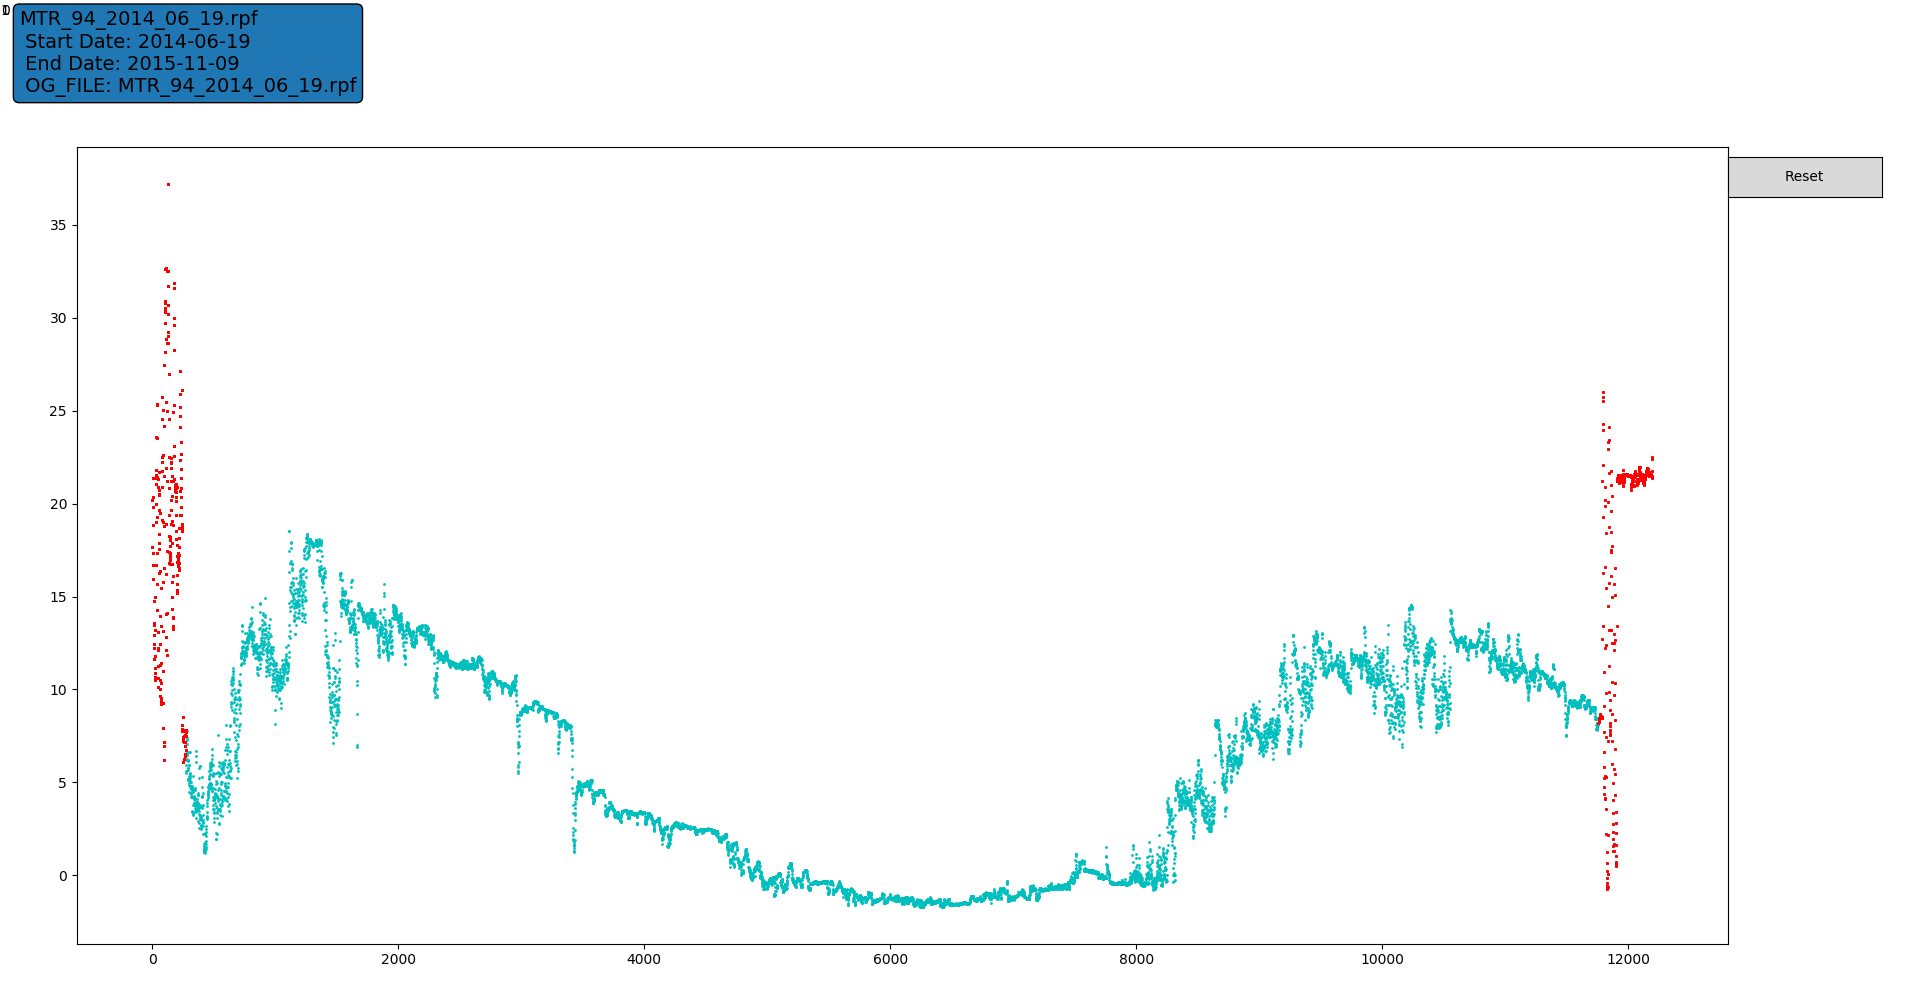 MTR_94_2014_06_19.rpf
Start Date: 2014-06-19
End Date: 2015-11-09
OG_FILE: MTR_94_2014_06_19.rpf
Reset
35
30
25
20
15
10
5
0
0 2000 4000 6000 8000 10000 12000